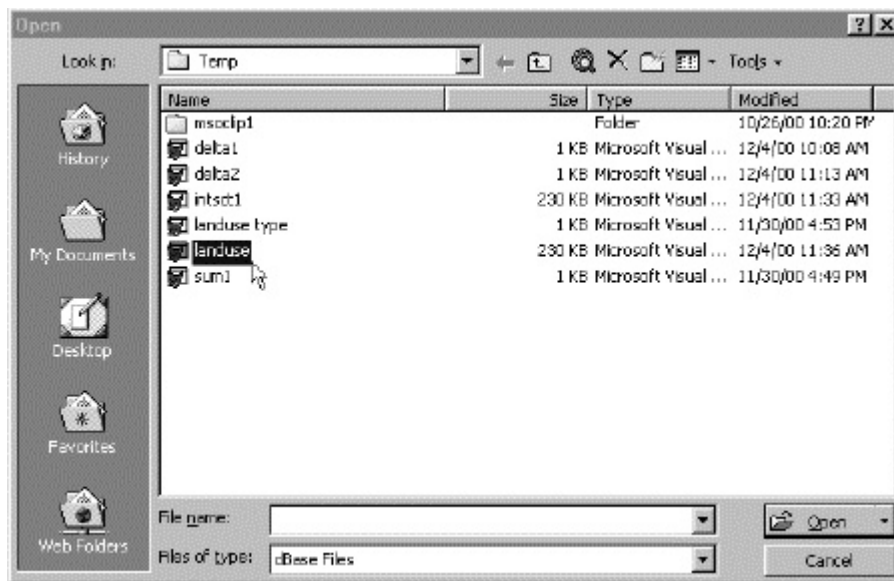 Open
Look in: Temp Tools
Name Size Type Modified
msoclip1 Folder 10/26/00 10:20 PM
delta1 1 KB Microsoft Visual ... 12/4/00 10:08 AM
delta2 1 KB Microsoft Visual ... 12/4/00 11:13 AM
intsct1 230 KB Microsoft Visual ... 12/4/00 11:33 AM
landuse type 1 KB Microsoft Visual ... 11/30/00 4:53 PM
landuse 230 KB Microsoft Visual ... 12/4/00 11:36 AM
sum1 1 KB Microsoft Visual ... 11/30/00 4:49 PM
History
My Documents
Desktop
Favorites
Web Folders
File name: Open
Files of type: dBase Files Cancel